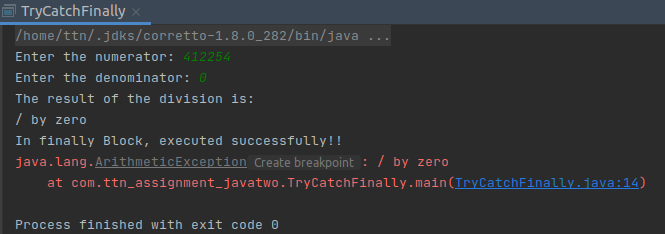 TryCatchFinally
/home/ttn/.jdks/corretto-1.8.0_282/bin/java ...
Enter the numerator: 412254
Enter the denominator: 0
The result of the division is:
/ by zero
In finally Block, executed successfully!!
java.lang.ArithmeticException Create breakpoint : / by zero
    at com.ttn_assignment_javatwo.TryCatchFinally.main(TryCatchFinally.java:14)
Process finished with exit code 0